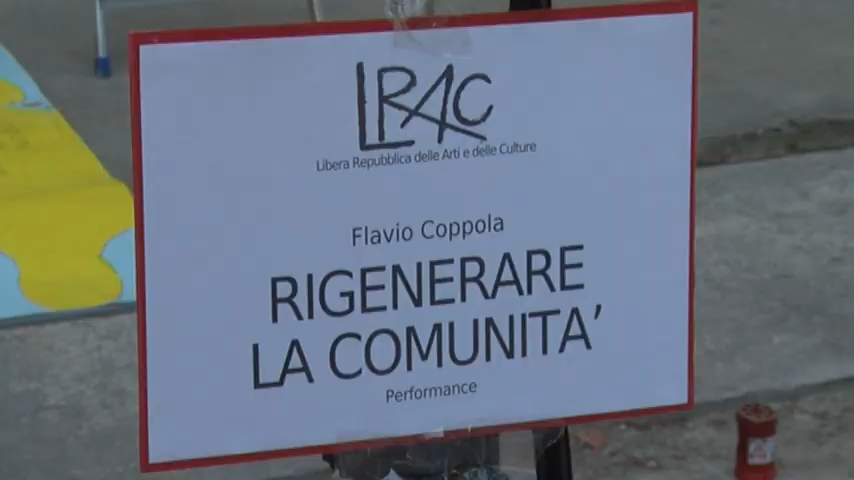 LRAC
Libera Repubblica delle Arti e delle Culture
Flavio Coppola
RIGENERARE
LA COMUNITA’
Performance